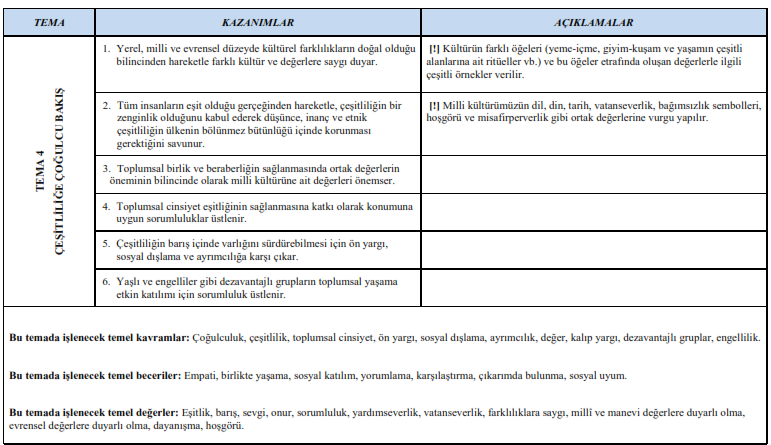 TEMA KAZANIMLAR AÇIKLAMALAR
TEMA 4
ÇEŞİTLİLİĞE ÇOĞULCU BAKIŞ
1. Yerel, milli ve evrensel düzeyde kültürel farklılıkların doğal olduğu
bilincinden hareketle farklı kültür ve değerlere saygı duyar.
[!] Kültürün farklı öğeleri (yeme-içme, giyim-kuşam ve yaşamın çeşitli
alanlarına ait ritüeller vb.) ve bu öğeler etrafında oluşan değerlerle ilgili
çeşitli örnekler verilir.
2. Tüm insanların eşit olduğu gerçeğinden hareketle, çeşitliliğin bir
zenginlik olduğunu kabul ederek düşünce, inanç ve etnik
çeşitliliğin ülkenin bölünmez bütünlüğü içinde korunması
gerektiğini savunur.
[!] Milli kültürümüzün dil, din, tarih, vatanseverlik, bağımsızlık sembolleri,
hoşgörü ve misafirperverlik gibi ortak değerlerine vurgu yapılır.
3. Toplumsal birlik ve beraberliğin sağlanmasında ortak değerlerin
öneminin bilincinde olarak milli kültürüne ait değerleri önemser.
4. Toplumsal cinsiyet eşitliğinin sağlanmasına katkı olarak konumuna
uygun sorumluluklar üstlenir.
5. Çeşitliliğin barış içinde varlığını sürdürebilmesi için ön yargı,
sosyal dışlama ve ayrımcılığa karşı çıkar.
6. Yaşlı ve engelliler gibi dezavantajlı grupların toplumsal yaşama
etkin katılımı için sorumluluk üstlenir.
Bu temada işlenecek temel kavramlar: Çoğulculuk, çeşitlilik, toplumsal cinsiyet, ön yargı, sosyal dışlama, ayrımcılık, değer, kalıp yargı, dezavantajlı gruplar, engellilik.
Bu temada işlenecek temel beceriler: Empati, birlikte yaşama, sosyal katılım, yorumlama, karşılaştırma, çıkarımda bulunma, sosyal uyum.
Bu temada işlenecek temel değerler: Eşitlik, barış, sevgi, onur, sorumluluk, yardımseverlik, vatanseverlik, farklılıklara saygı, millî ve manevi değerlere duyarlı olma,
evrensel değerlere duyarlı olma, dayanışma, hoşgörü.